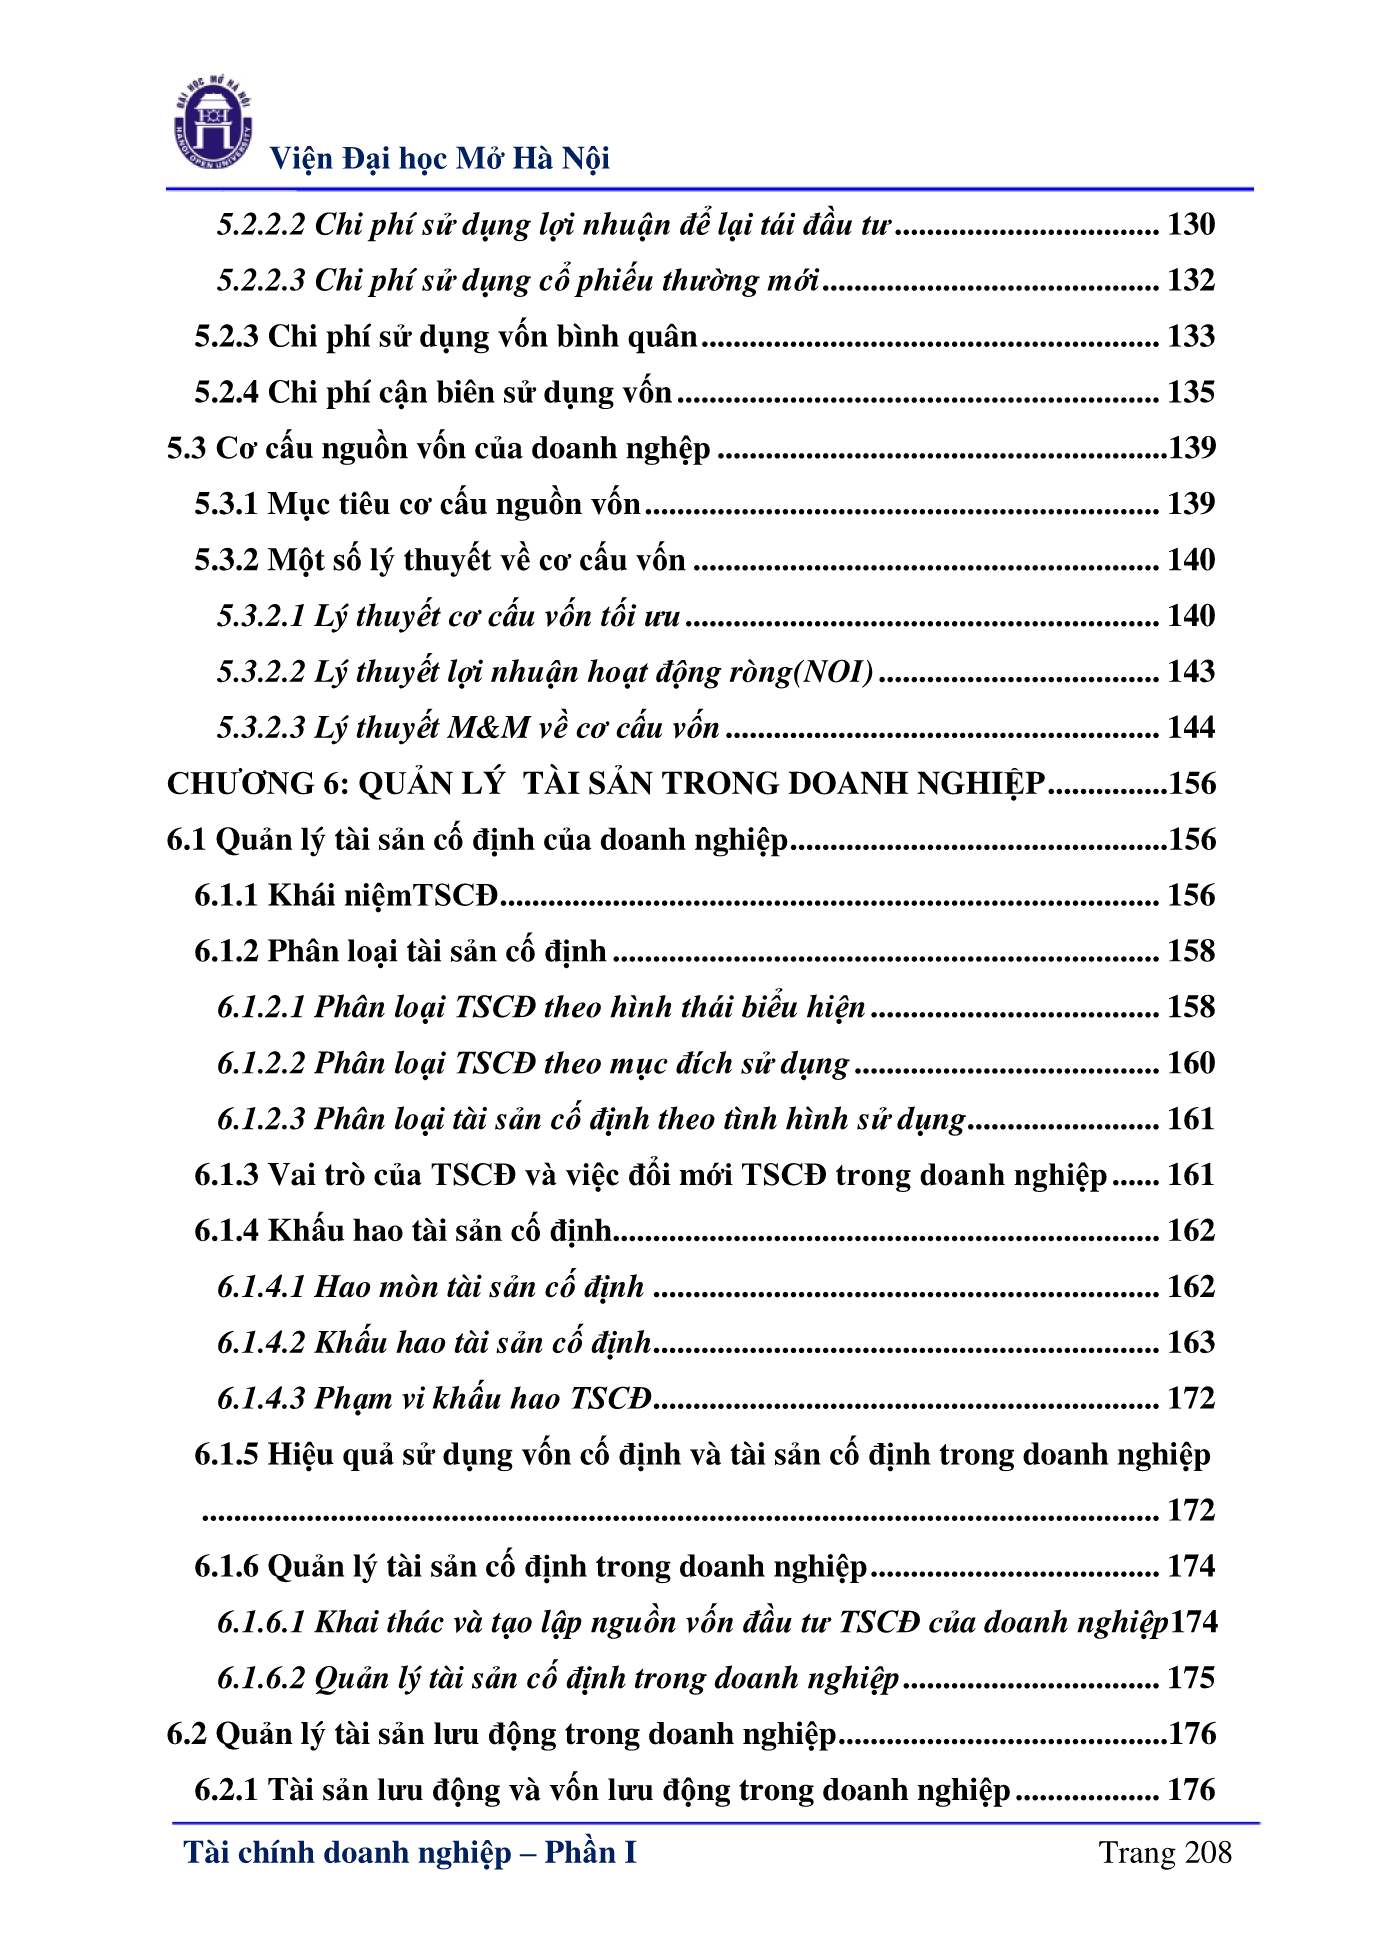 ĐẠI HỌC MỞ HÀ NỘI
HANOI OPEN UNIVERSITY
Viện Đại học Mở Hà Nội
5.2.2.2 Chi phí sử dụng lợi nhuận để lại tái đầu tư ................................. 130
5.2.2.3 Chi phí sử dụng cổ phiếu thường mới.......................................... 132
5.2.3 Chi phí sử dụng vốn bình quân......................................................... 133
5.2.4 Chi phí cận biên sử dụng vốn ............................................................ 135
5.3 Cơ cấu nguồn vốn của doanh nghệp ........................................................139
5.3.1 Mục tiêu cơ cấu nguồn vốn................................................................ 139
5.3.2 Một số lý thuyết về cơ cấu vốn .......................................................... 140
5.3.2.1 Lý thuyết cơ cấu vốn tối ưu ........................................................... 140
5.3.2.2 Lý thuyết lợi nhuận hoạt động ròng(NOI) ................................... 143
5.3.2.3 Lý thuyết M&M về cơ cấu vốn ...................................................... 144
CHƯƠNG 6: QUẢN LÝ  TÀI SẢN TRONG DOANH NGHIỆP...............156
6.1 Quản lý tài sản cố định của doanh nghiệp...............................................156
6.1.1 Khái niệmTSCĐ.................................................................................. 156
6.1.2 Phân loại tài sản cố định .................................................................... 158
6.1.2.1 Phân loại TSCĐ theo hình thái biểu hiện .................................... 158
6.1.2.2 Phân loại TSCĐ theo mục đích sử dụng ...................................... 160
6.1.2.3 Phân loại tài sản cố định theo tình hình sử dụng........................ 161
6.1.3 Vai trò của TSCĐ và việc đổi mới TSCĐ trong doanh nghiệp ...... 161
6.1.4 Khấu hao tài sản cố định.................................................................... 162
6.1.4.1 Hao mòn tài sản cố định ............................................................... 162
6.1.4.2 Khấu hao tài sản cố định............................................................... 163
6.1.4.3 Phạm vi khấu hao TSCĐ............................................................... 172
6.1.5 Hiệu quả sử dụng vốn cố định và tài sản cố định trong doanh nghiệp
....................................................................................................................... 172
6.1.6 Quản lý tài sản cố định trong doanh nghiệp.................................... 174
6.1.6.1 Khai thác và tạo lập nguồn vốn đầu tư TSCĐ của doanh nghiệp174
6.1.6.2 Quản lý tài sản cố định trong doanh nghiệp................................ 175
6.2 Quản lý tài sản lưu động trong doanh nghiệp.........................................176
6.2.1 Tài sản lưu động và vốn lưu động trong doanh nghiệp .................. 176
Tài chính doanh nghiệp – Phần I Trang 208